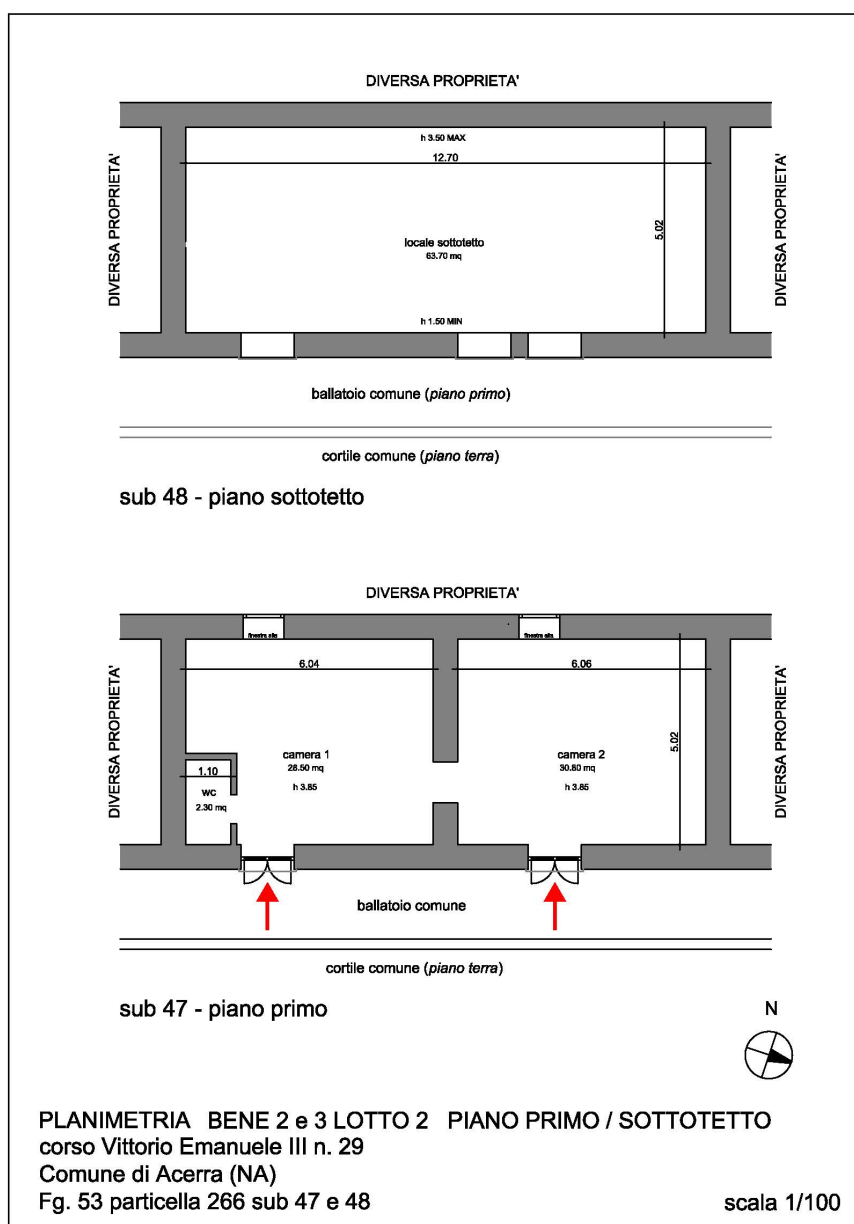 DIVERSA PROPRIETA'
h 3.50 MAX
12.70
DIVERSA PROPRIETA'
5.02
DIVERSA PROPRIETA'
locale sottotetto
63.70 mq
h 1.50 MIN
ballatoio comune (piano primo)
cortile comune (piano terra)
sub 48 - piano sottotetto
DIVERSA PROPRIETA'
finestra alta
finestra alta
6.04
6.06
DIVERSA PROPRIETA'
5.02
DIVERSA PROPRIETA'
camera 1
28.50 mq
h 3.85
camera 2
30.80 mq
h 3.85
1.10
WC
2.30 mq
ballatoio comune
cortile comune (piano terra)
sub 47 - piano primo
N
PLANIMETRIA BENE 2 e 3 LOTTO 2 PIANO PRIMO / SOTTOTETTO
corso Vittorio Emanuele III n. 29
Comune di Acerra (NA)
Fg. 53 particella 266 sub 47 e 48
scala 1/100